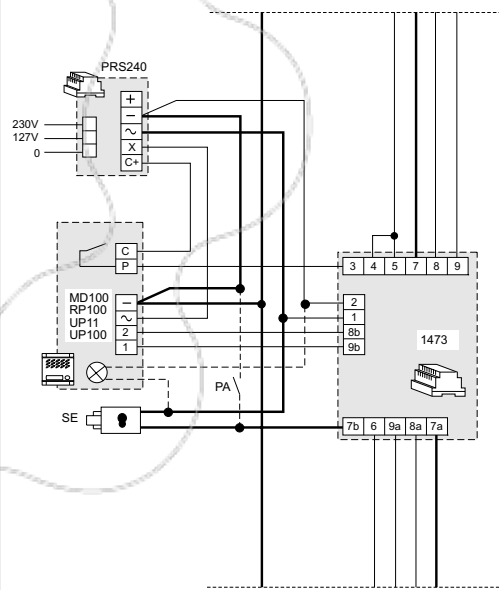 PRS240
+
−
~
X
C+
230V
127V
0
C
P
3 4 5 7 8 9
MD100
RP100
UP11
UP100
−
~
2
1
2
1
8b
9b
1473
PA
SE
7b 6 9a 8a 7a